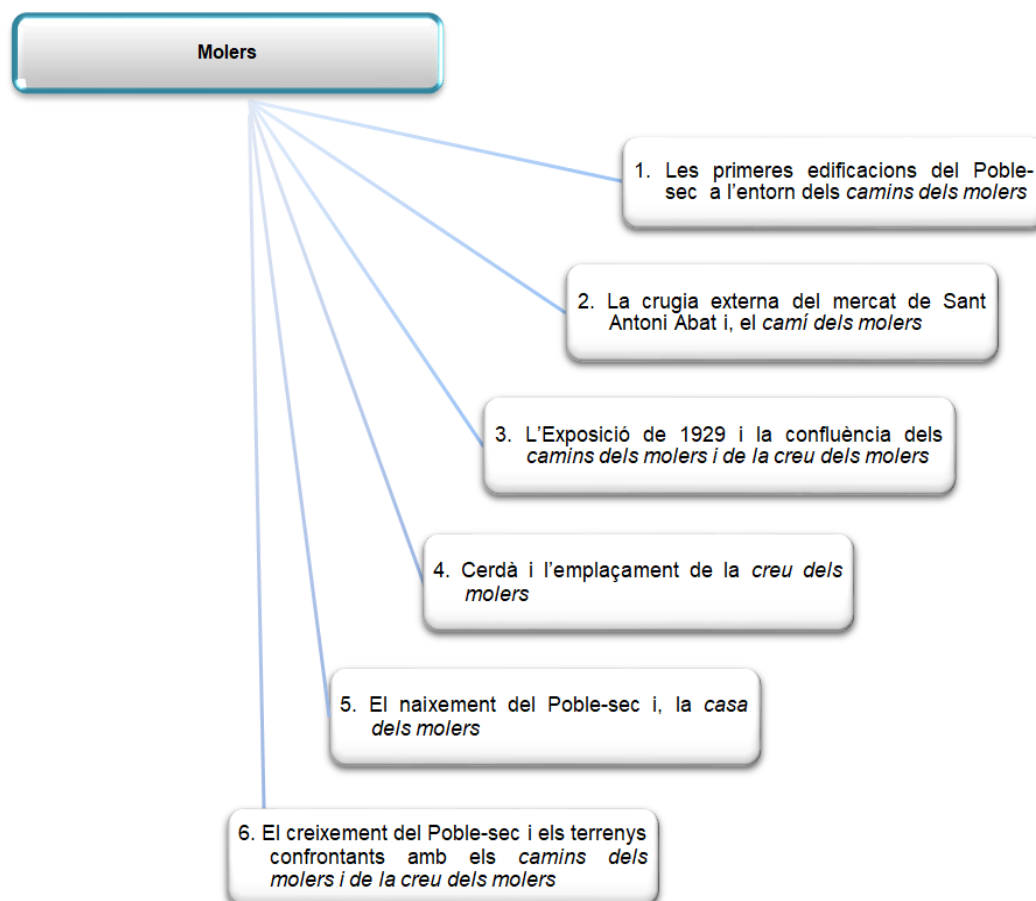 Molers
1. Les primeres edificacions del Poble-
sec a l’entorn dels camins dels molers
2. La crugia externa del mercat de Sant
Antoni Abat i, el camí dels molers
3. L’Exposició de 1929 i la confluència dels
camins dels molers i de la creu dels molers
4. Cerdà i l’emplaçament de la creu dels
molers
5. El naixement del Poble-sec i, la casa
dels molers
6. El creixement del Poble-sec i els terrenys
confrontants amb els camins dels
molers i de la creu dels molers